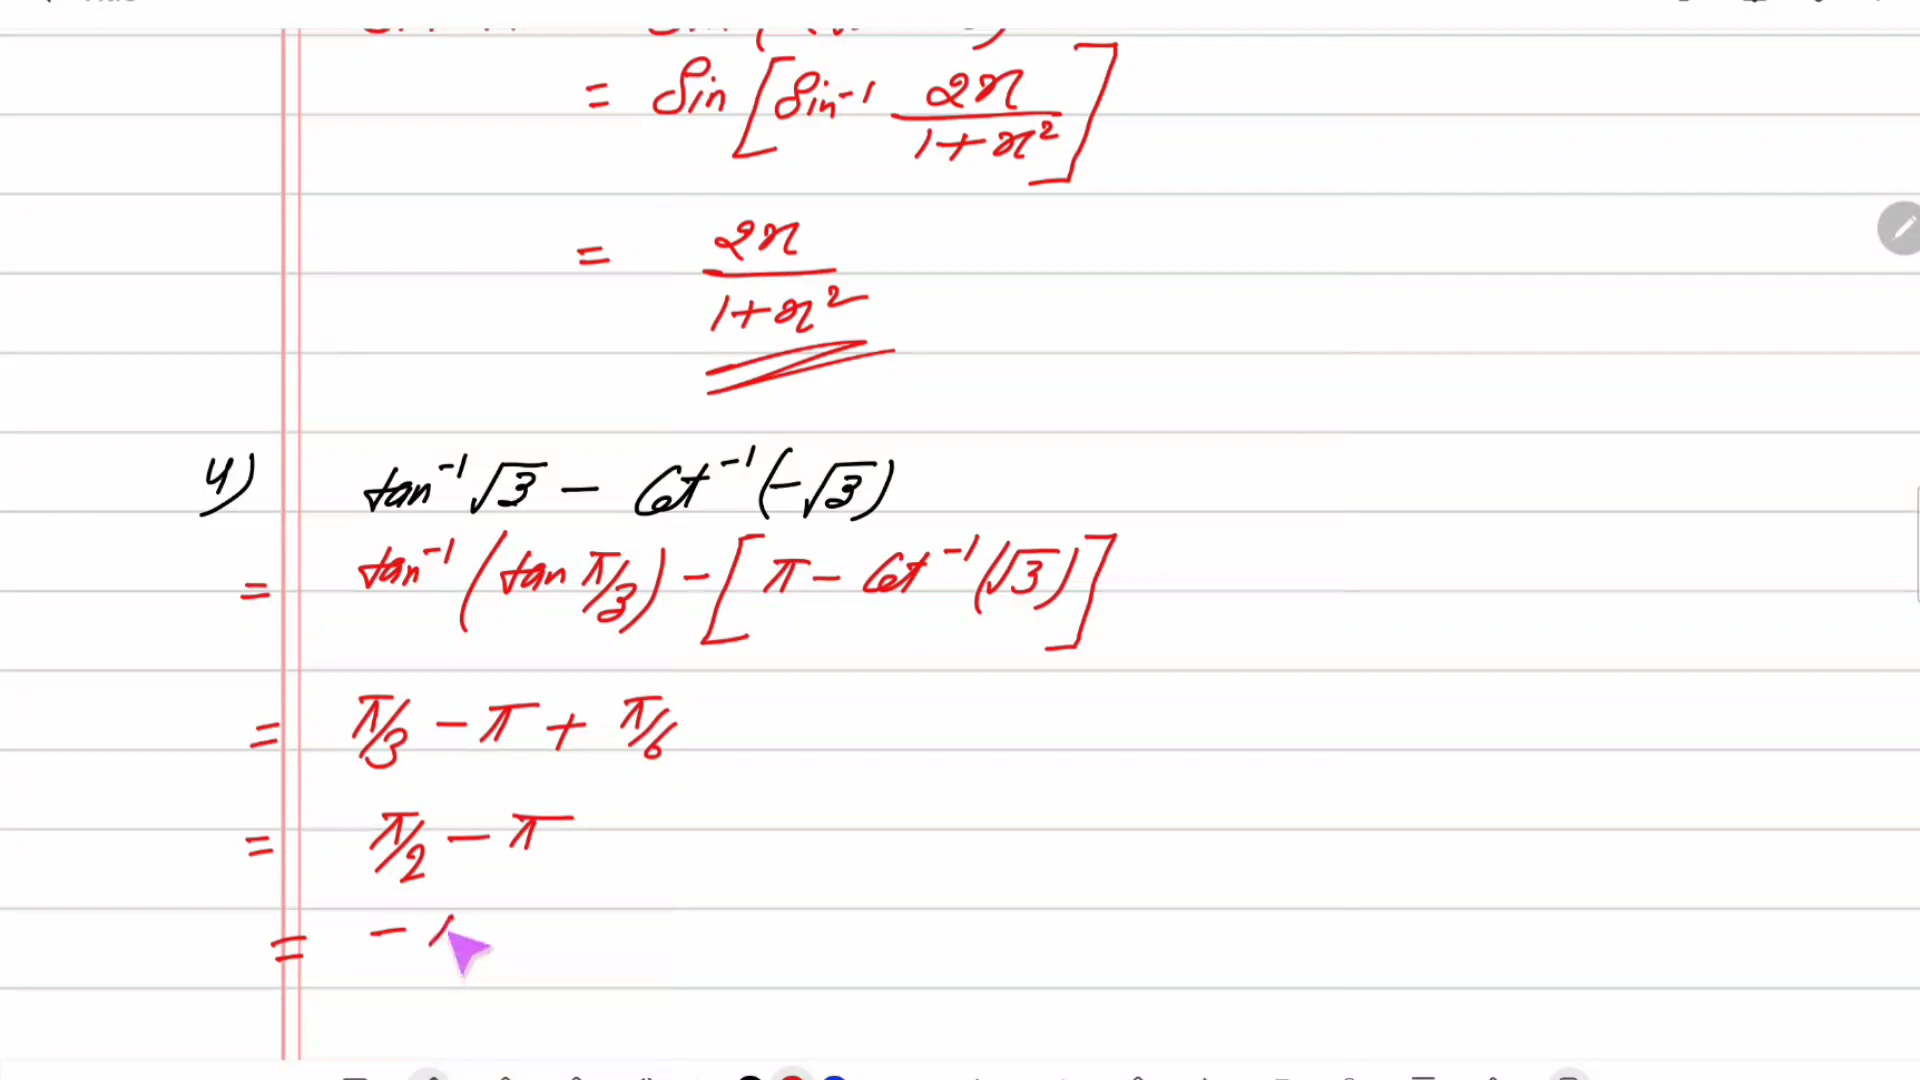 = Sin [Sin⁻¹ 2x/(1+x²)]
= 2x/(1+x²)
4) tan⁻¹√3 − Cot⁻¹(−√3)
= tan⁻¹(tan π/3) − [π − Cot⁻¹(√3)]
= π/3 − π + π/6
= π/2 − π
= −